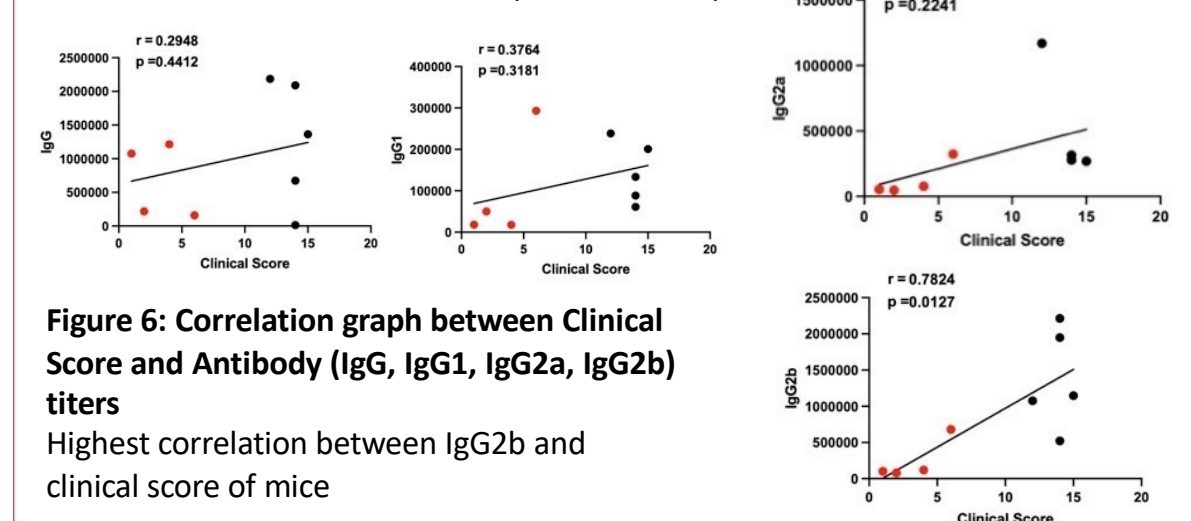 r = 0.2948
p =0.4412
2500000
2000000
1500000
1000000
500000
0
IgG
0 5 10 15 20
Clinical Score
r = 0.3764
p =0.3181
400000
300000
200000
100000
0
IgG1
0 5 10 15 20
Clinical Score
p =0.2241
1500000
1000000
500000
0
IgG2a
0 5 10 15 20
Clinical Score
r = 0.7824
p =0.0127
2500000
2000000
1500000
1000000
500000
0
IgG2b
0 5 10 15 20
Clinical Score
Figure 6: Correlation graph between Clinical
Score and Antibody (IgG, IgG1, IgG2a, IgG2b)
titers
Highest correlation between IgG2b and
clinical score of mice